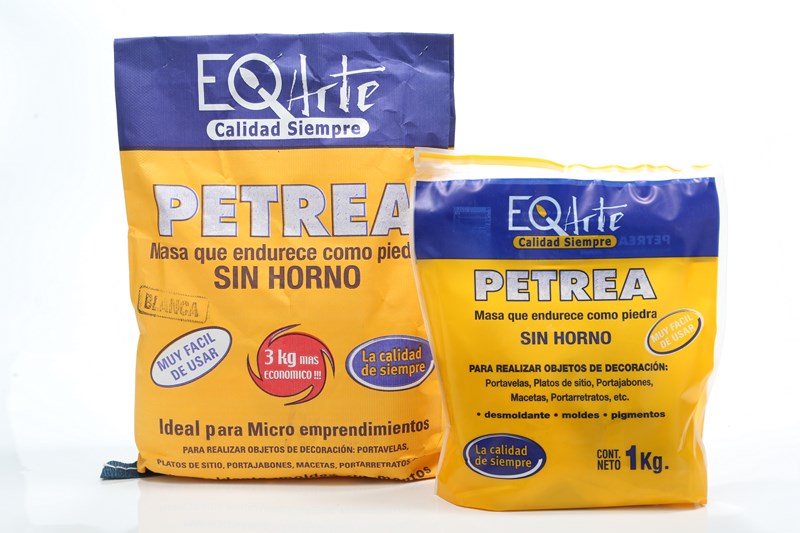 EQ Arte
Calidad Siempre
PETREA
Masa que endurece como pied
SIN HORNO
BLANCA
MUY FACIL
DE USAR
3 kg MAS
ECONOMICO !!!
La calidad
de siempre
Ideal para Micro emprendimientos
PARA REALIZAR OBJETOS DE DECORACIÓN: PORTAVELAS,
PLATOS DE SITIO, PORTAJABONES, MACETAS, PORTARRETRATOS
EQ Arte
Calidad Siempre
PETREA
Masa que endurece como piedra
SIN HORNO
MUY FACIL
DE USAR
PARA REALIZAR OBJETOS DE DECORACIÓN:
Portavelas, Platos de sitio, Portajabones,
Macetas, Portarretratos, etc.
• desmoldante • moldes • pigmentos
La calidad
de siempre
CONT.
NETO 1Kg.